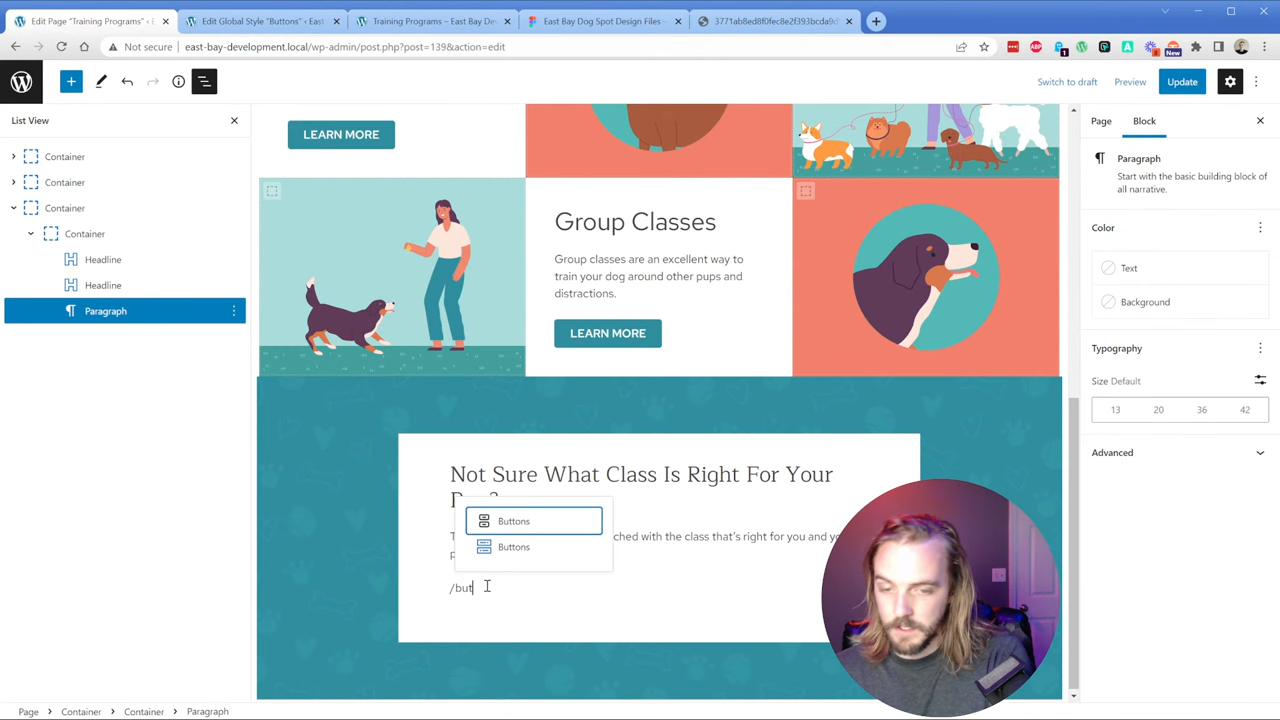 Edit Page "Training Programs" ‹ E
Edit Global Style "Buttons" ‹ East
Training Programs – East Bay Dev
East Bay Dog Spot Design Files –
3771ab8ed8f0fec8e2f393bcda9d
Not secure
east-bay-development.local/wp-admin/post.php?post=139&action=edit
New
Switch to draft
Preview
Update
List View
Container
Container
Container
Container
Headline
Headline
Paragraph
LEARN MORE
Group Classes
Group classes are an excellent way to
train your dog around other pups and
distractions.
LEARN MORE
Not Sure What Class Is Right For Your
Buttons
Buttons
ched with the class that's right for you and
/but
Page
Block
Paragraph
Start with the basic building block of
all narrative.
Color
Text
Background
Typography
Size Default
13
20
36
42
Advanced
Page
Container
Container
Paragraph